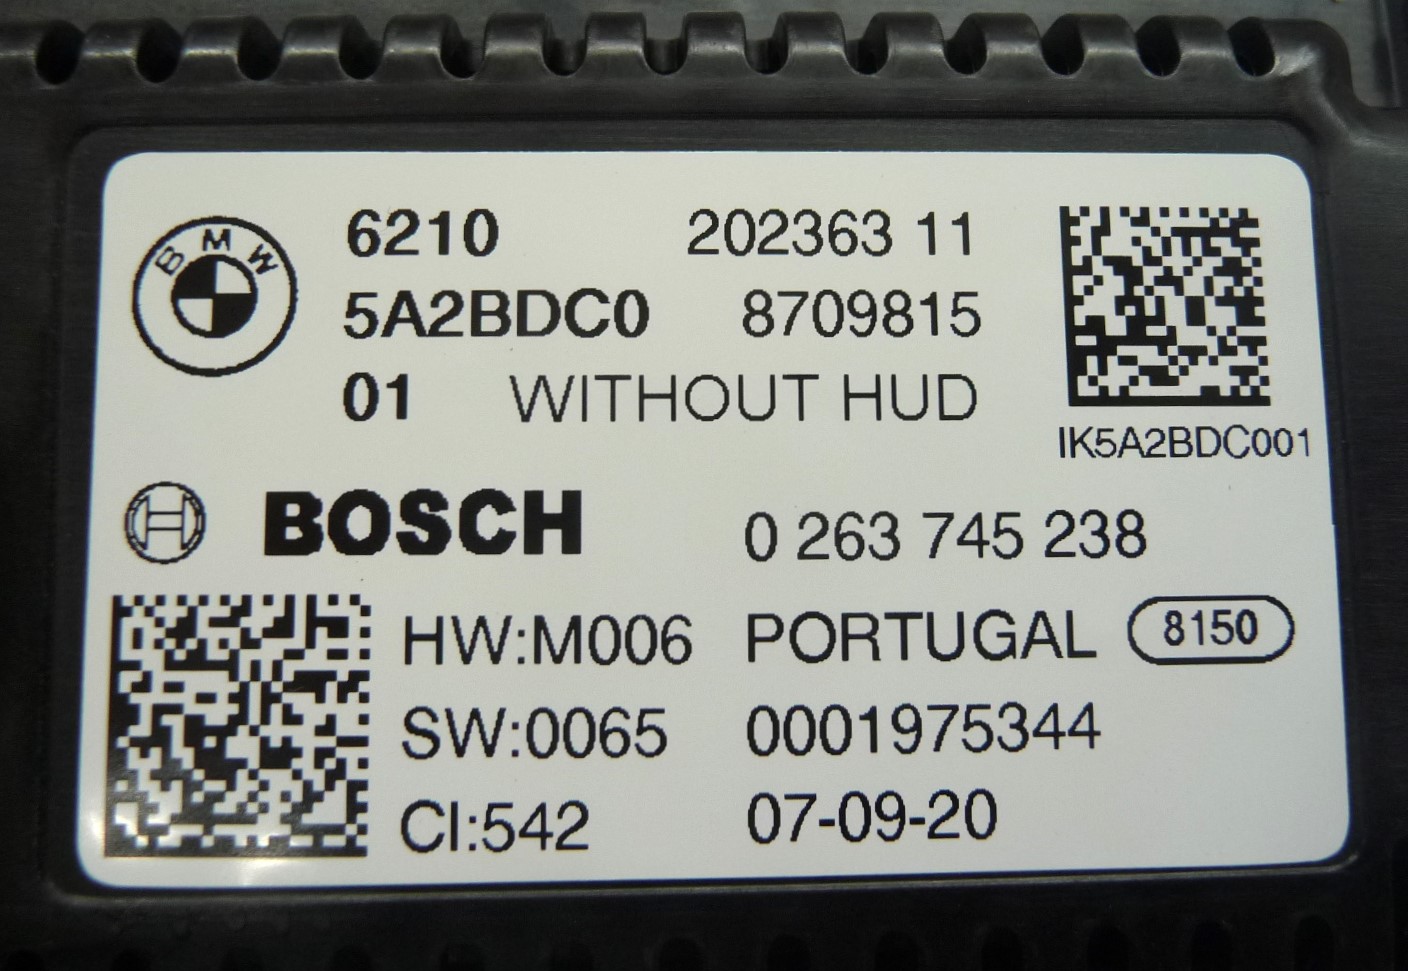 BMW
6210 202363 11
5A2BDC0 8709815
01 WITHOUT HUD
IK5A2BDC001
BOSCH 0 263 745 238
HW:M006 PORTUGAL 8150
SW:0065 0001975344
CI:542 07-09-20